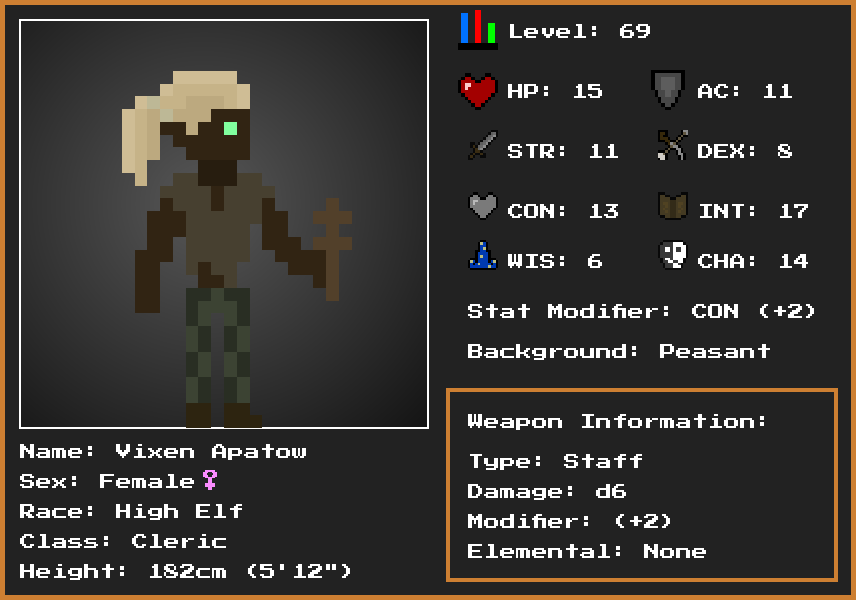 Level: 69
HP: 15
AC: 11
STR: 11
DEX: 8
CON: 13
INT: 17
WIS: 6
CHA: 14
Stat Modifier: CON (+2)
Background: Peasant
Weapon Information:
Type: Staff
Damage: d6
Modifier: (+2)
Elemental: None
Name: Vixen Apatow
Sex: Female♀
Race: High Elf
Class: Cleric
Height: 182cm (5'12")